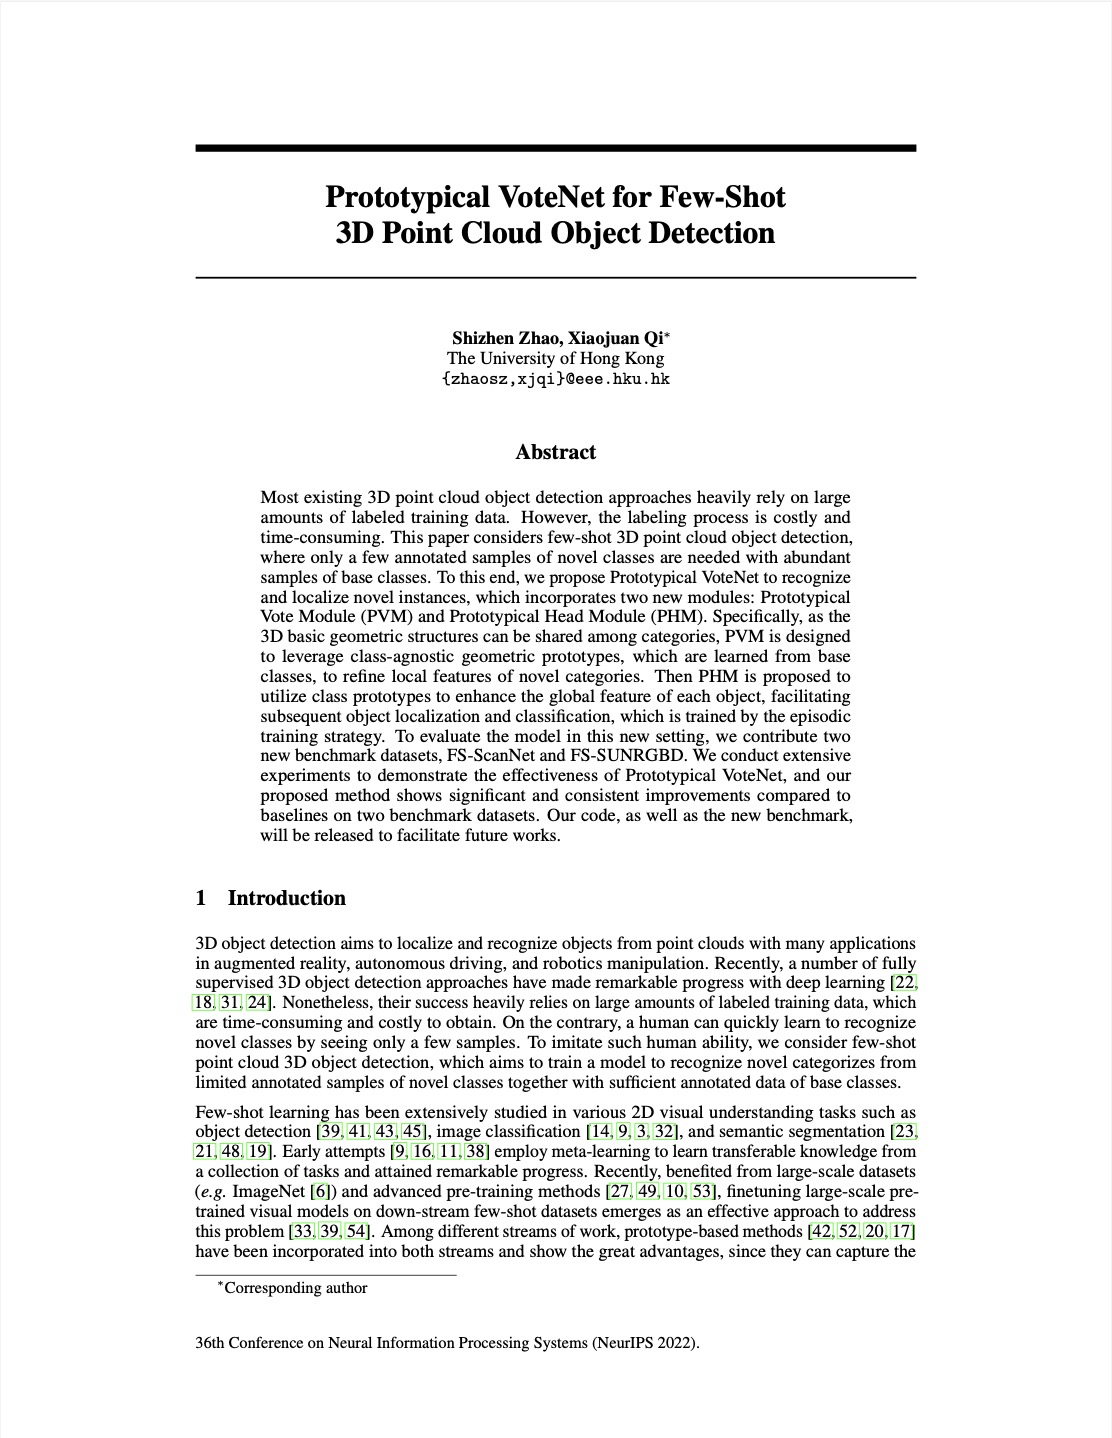 Prototypical VoteNet for Few-Shot
3D Point Cloud Object Detection
Shizhen Zhao, Xiaojuan Qi*
The University of Hong Kong
{zhaosz,xjqi}@eee.hku.hk
Abstract
Most existing 3D point cloud object detection approaches heavily rely on large
amounts of labeled training data. However, the labeling process is costly and
time-consuming. This paper considers few-shot 3D point cloud object detection,
where only a few annotated samples of novel classes are needed with abundant
samples of base classes. To this end, we propose Prototypical VoteNet to recognize
and localize novel instances, which incorporates two new modules: Prototypical
Vote Module (PVM) and Prototypical Head Module (PHM). Specifically, as the
3D basic geometric structures can be shared among categories, PVM is designed
to leverage class-agnostic geometric prototypes, which are learned from base
classes, to refine local features of novel categories. Then PHM is proposed to
utilize class prototypes to enhance the global feature of each object, facilitating
subsequent object localization and classification, which is trained by the episodic
training strategy. To evaluate the model in this new setting, we contribute two
new benchmark datasets, FS-ScanNet and FS-SUNRGBD. We conduct extensive
experiments to demonstrate the effectiveness of Prototypical VoteNet, and our
proposed method shows significant and consistent improvements compared to
baselines on two benchmark datasets. Our code, as well as the new benchmark,
will be released to facilitate future works.
1 Introduction
3D object detection aims to localize and recognize objects from point clouds with many applications
in augmented reality, autonomous driving, and robotics manipulation. Recently, a number of fully
supervised 3D object detection approaches have made remarkable progress with deep learning [22,
18, 31, 24]. Nonetheless, their success heavily relies on large amounts of labeled training data, which
are time-consuming and costly to obtain. On the contrary, a human can quickly learn to recognize
novel classes by seeing only a few samples. To imitate such human ability, we consider few-shot
point cloud 3D object detection, which aims to train a model to recognize novel categorizes from
limited annotated samples of novel classes together with sufficient annotated data of base classes.
Few-shot learning has been extensively studied in various 2D visual understanding tasks such as
object detection [39, 41, 43, 45], image classification [14, 9, 3, 32], and semantic segmentation [23,
21, 48, 19]. Early attempts [9, 16, 11, 38] employ meta-learning to learn transferable knowledge from
a collection of tasks and attained remarkable progress. Recently, benefited from large-scale datasets
(e.g. ImageNet [6]) and advanced pre-training methods [27, 49, 10, 53], finetuning large-scale pre-
trained visual models on down-stream few-shot datasets emerges as an effective approach to address
this problem [33, 39, 54]. Among different streams of work, prototype-based methods [42, 52, 20, 17]
have been incorporated into both streams and show the great advantages, since they can capture the
*Corresponding author
36th Conference on Neural Information Processing Systems (NeurIPS 2022).